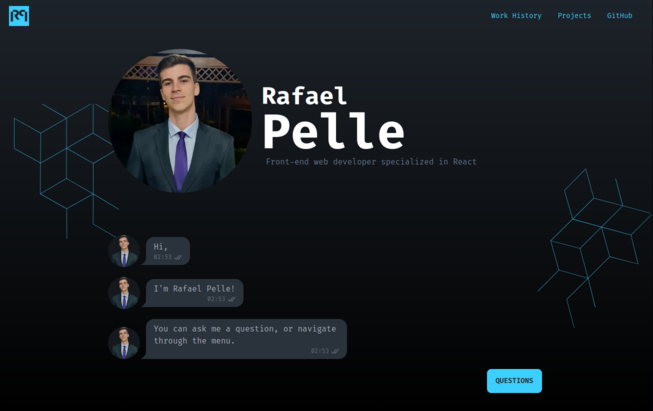 RP
Work History
Projects
GitHub
Rafael
Pelle
Front-end web developer specialized in React
Hi,
02:53
I'm Rafael Pelle!
02:53
You can ask me a question, or navigate
through the menu.
02:53
QUESTIONS